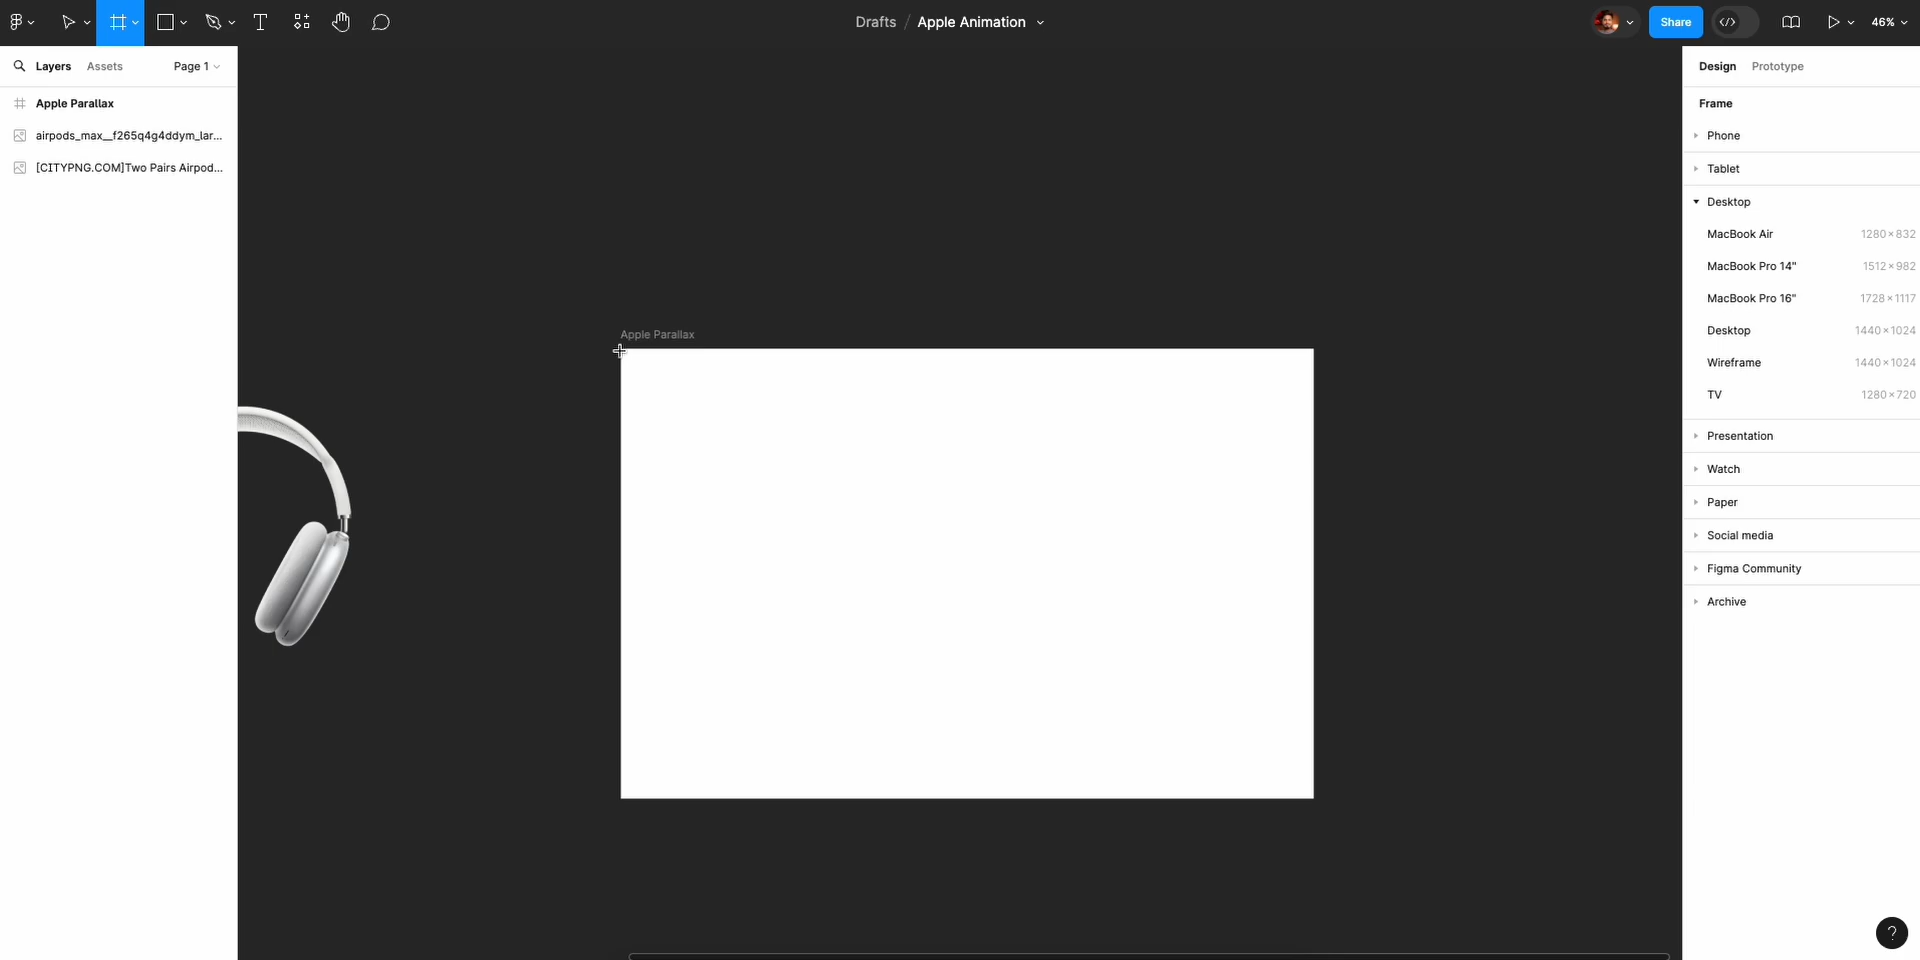 Drafts / Apple Animation
Share
46%
Layers Assets Page 1
Apple Parallax
airpods_max__f265q4g4ddym_lar...
[CITYPNG.COM]Two Pairs Airpod...
Apple Parallax
Design Prototype
Frame
Phone
Tablet
Desktop
MacBook Air 1280×832
MacBook Pro 14" 1512×982
MacBook Pro 16" 1728×1117
Desktop 1440×1024
Wireframe 1440×1024
TV 1280×720
Presentation
Watch
Paper
Social media
Figma Community
Archive
?